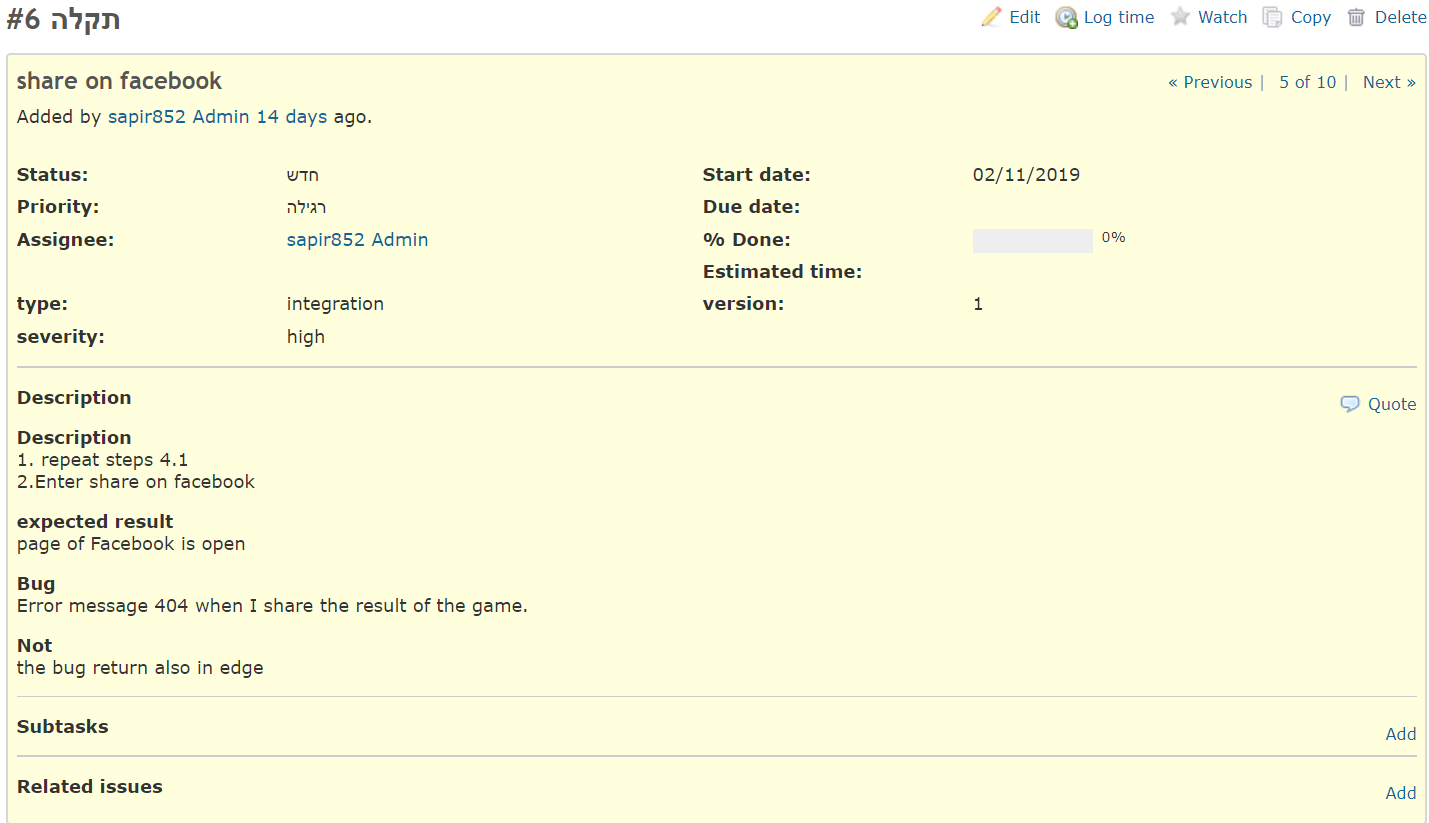 תקלה #6
Edit Log time Watch Copy Delete
share on facebook
« Previous | 5 of 10 | Next »
Added by sapir852 Admin 14 days ago.
Status: חדש
Start date: 02/11/2019
Priority: רגילה
Due date:
Assignee: sapir852 Admin
% Done: 0%
Estimated time:
type: integration
version: 1
severity: high
Description
Quote
Description
1. repeat steps 4.1
2.Enter share on facebook
expected result
page of Facebook is open
Bug
Error message 404 when I share the result of the game.
Not
the bug return also in edge
Subtasks
Add
Related issues
Add